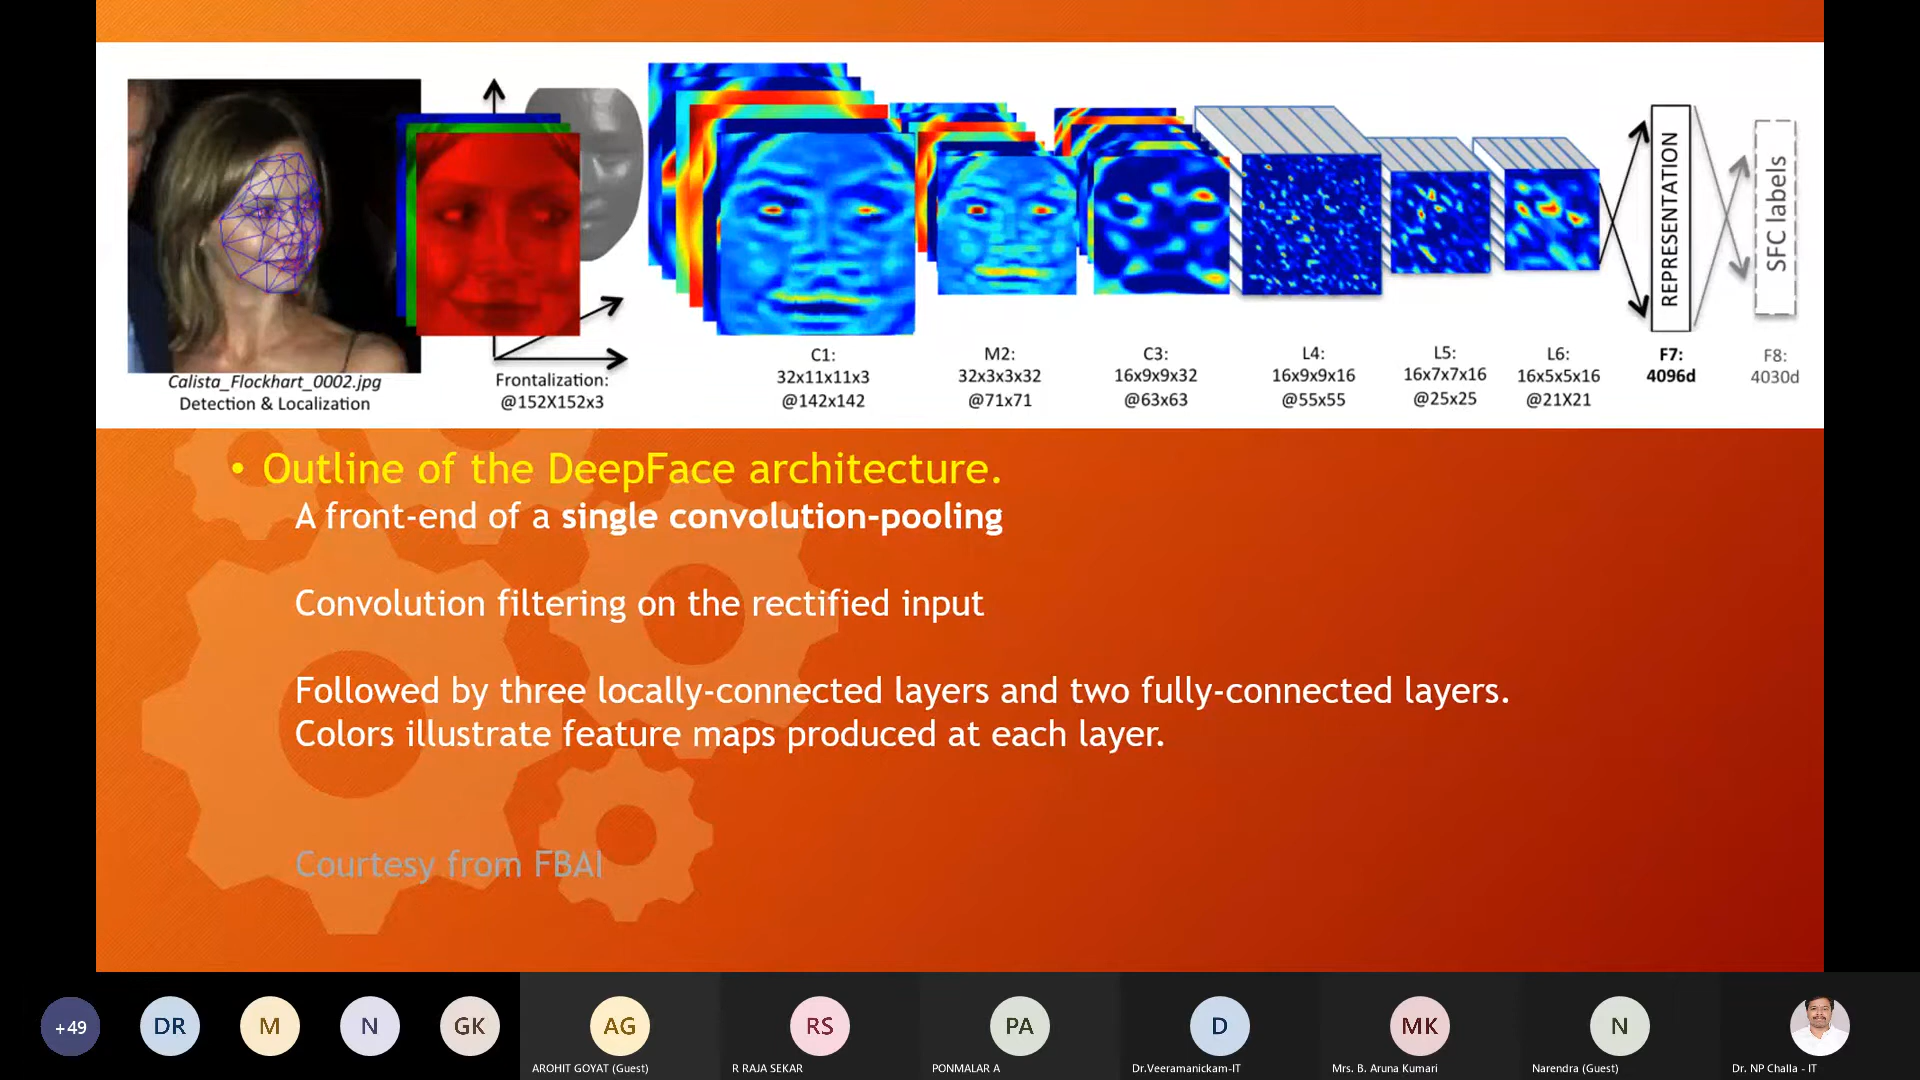 Calista_Flockhart_0002.jpg
Detection & Localization
Frontalization:
@152X152x3
C1:
32x11x11x3
@142x142
M2:
32x3x3x32
@71x71
C3:
16x9x9x32
@63x63
L4:
16x9x9x16
@55x55
L5:
16x7x7x16
@25x25
L6:
16x5x5x16
@21X21
REPRESENTATION
F7:
4096d
SFC labels
F8:
4030d
• Outline of the DeepFace architecture.
A front-end of a single convolution-pooling
Convolution filtering on the rectified input
Followed by three locally-connected layers and two fully-connected layers.
Colors illustrate feature maps produced at each layer.
Courtesy from FBAI
+49
DR
M
N
GK
AG
AROHIT GOYAT (Guest)
RS
R RAJA SEKAR
PA
PONMALAR A
D
Dr.Veeramanickam-IT
MK
Mrs. B. Aruna Kumari
N
Narendra (Guest)
Dr. NP Challa - IT